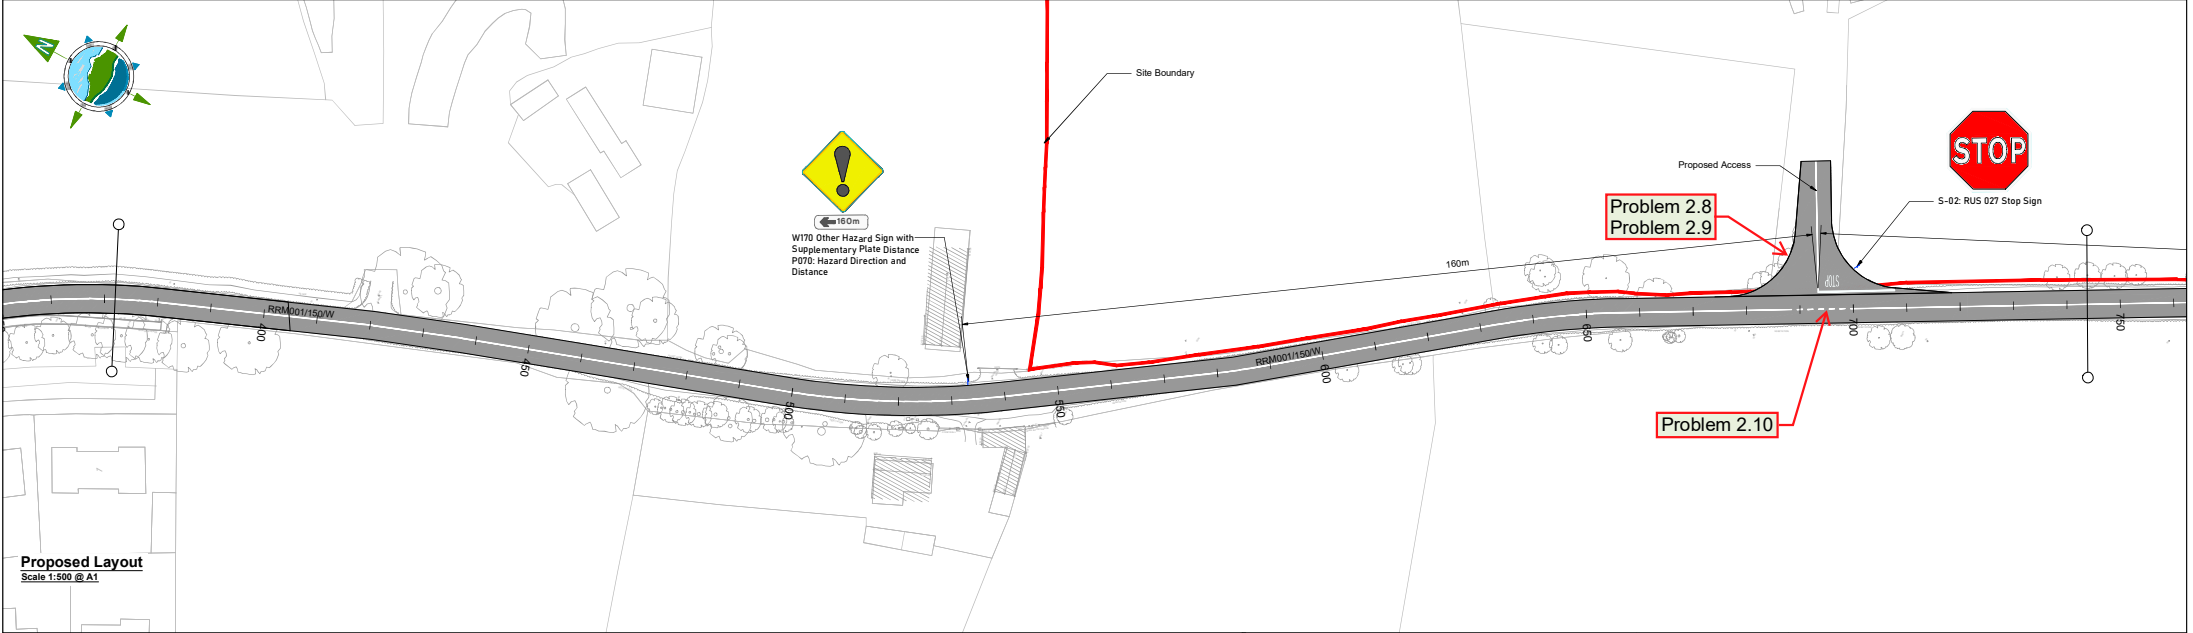 N
Site Boundary
160m
W170 Other Hazard Sign with
Supplementary Plate Distance
P070: Hazard Direction and
Distance
STOP
Proposed Access
Problem 2.8
Problem 2.9
S-02: RUS 027 Stop Sign
160m
STOP
RRM001/150/W
400
450
500
550
RRM001/150/W
600
650
700
750
Problem 2.10
Proposed Layout
Scale 1:500 @ A1